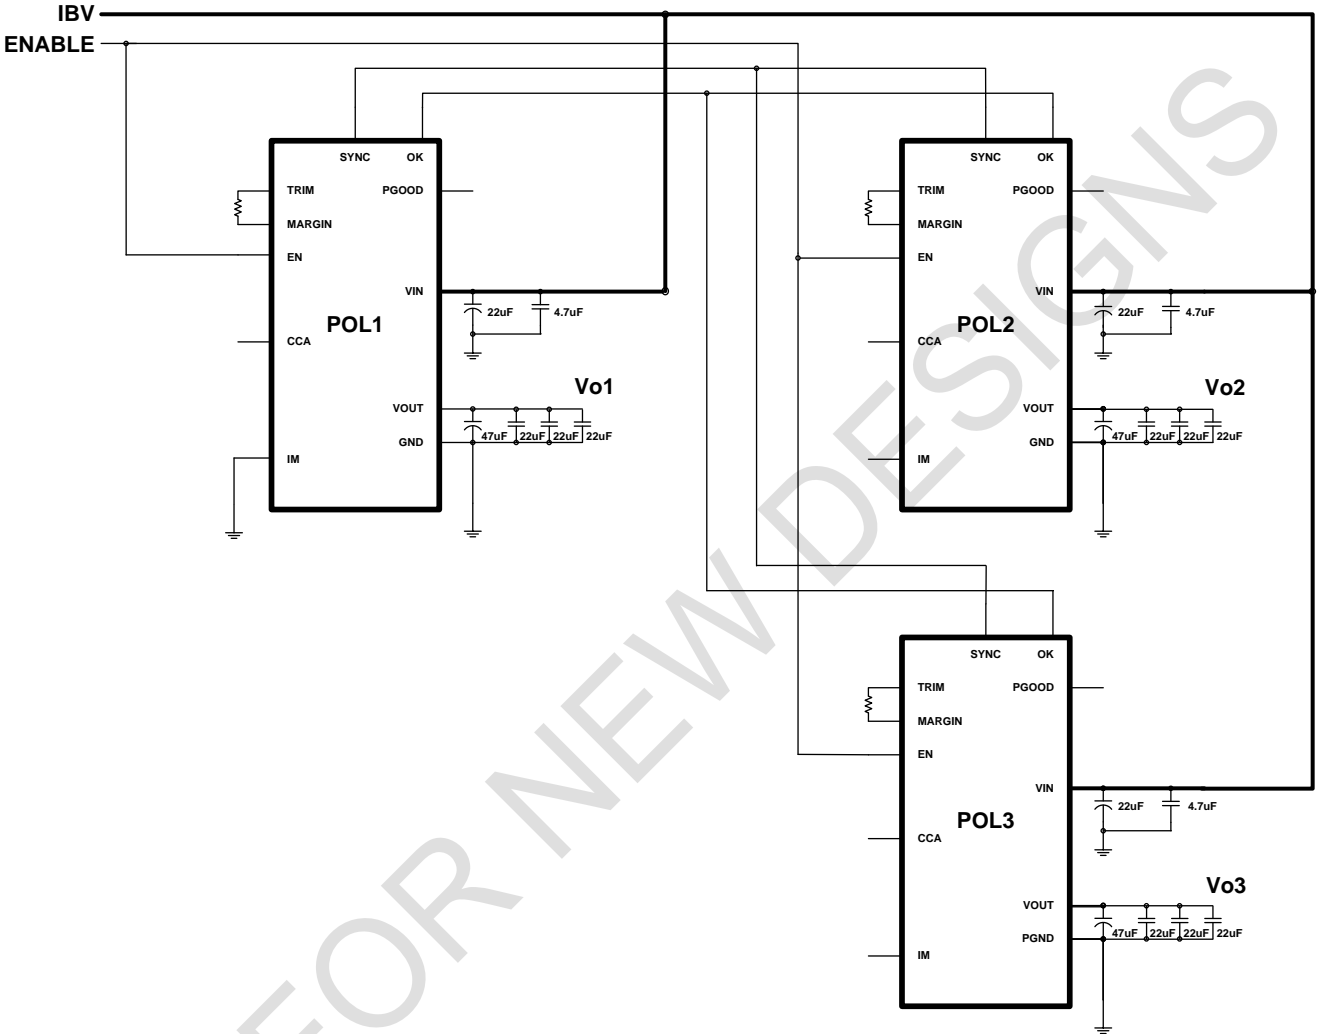 IBV
ENABLE
SYNC OK
TRIM PGOOD
MARGIN
EN
VIN
22uF 4.7uF
POL1
CCA
Vo1
VOUT
47uF 22uF 22uF 22uF
GND
IM
SYNC OK
TRIM PGOOD
MARGIN
EN
VIN
22uF 4.7uF
POL2
CCA
Vo2
VOUT
47uF 22uF 22uF 22uF
GND
IM
SYNC OK
TRIM PGOOD
MARGIN
EN
VIN
22uF 4.7uF
POL3
CCA
Vo3
VOUT
47uF 22uF 22uF 22uF
PGND
IM
FOR NEW DESIGNS